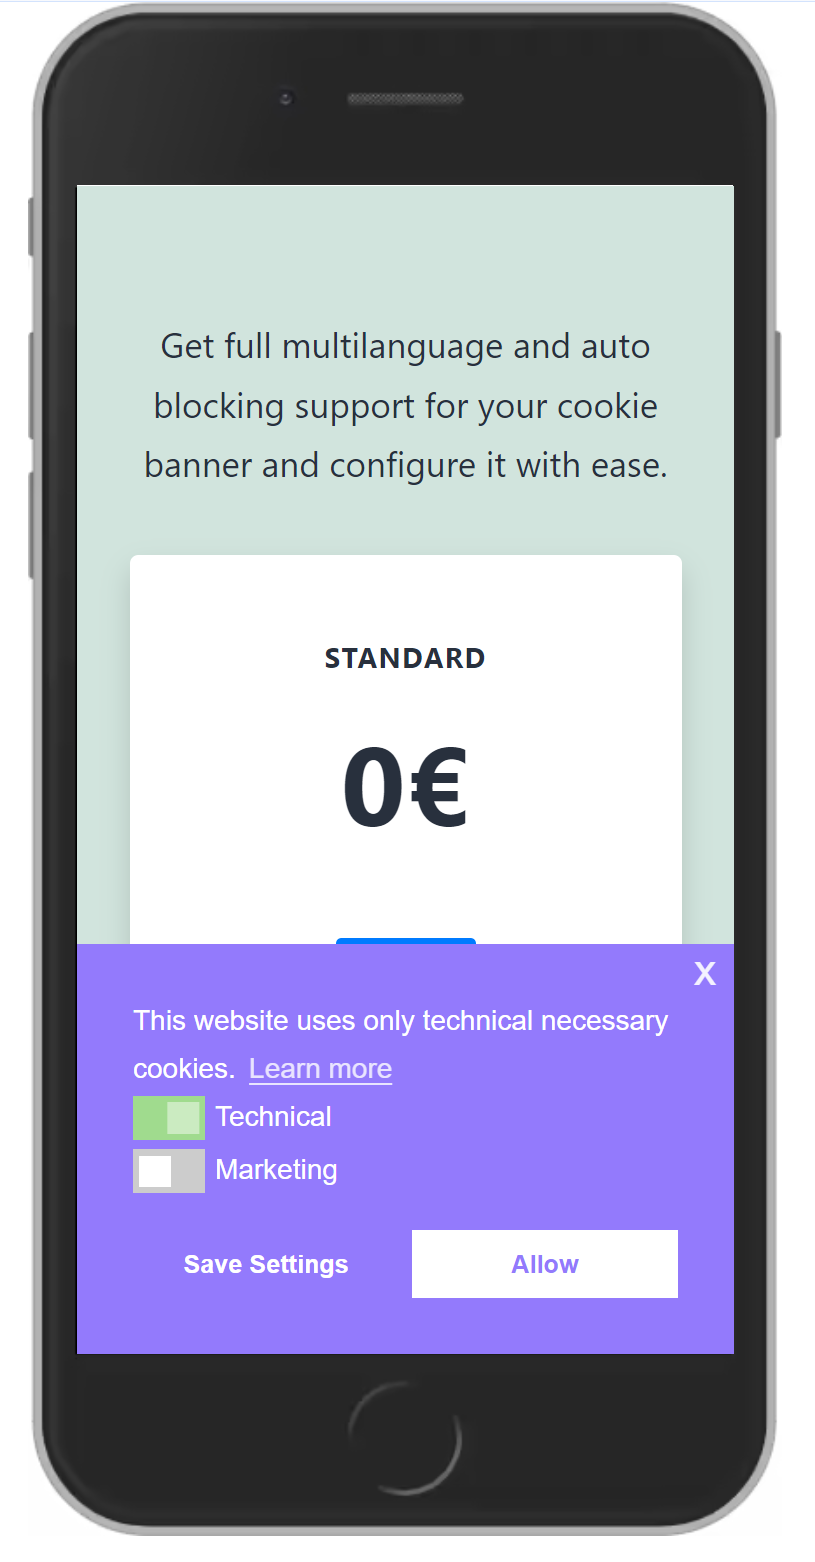 Get full multilanguage and auto
blocking support for your cookie
banner and configure it with ease.
STANDARD
0€
X
This website uses only technical necessary
cookies. Learn more
Technical
Marketing
Save Settings
Allow